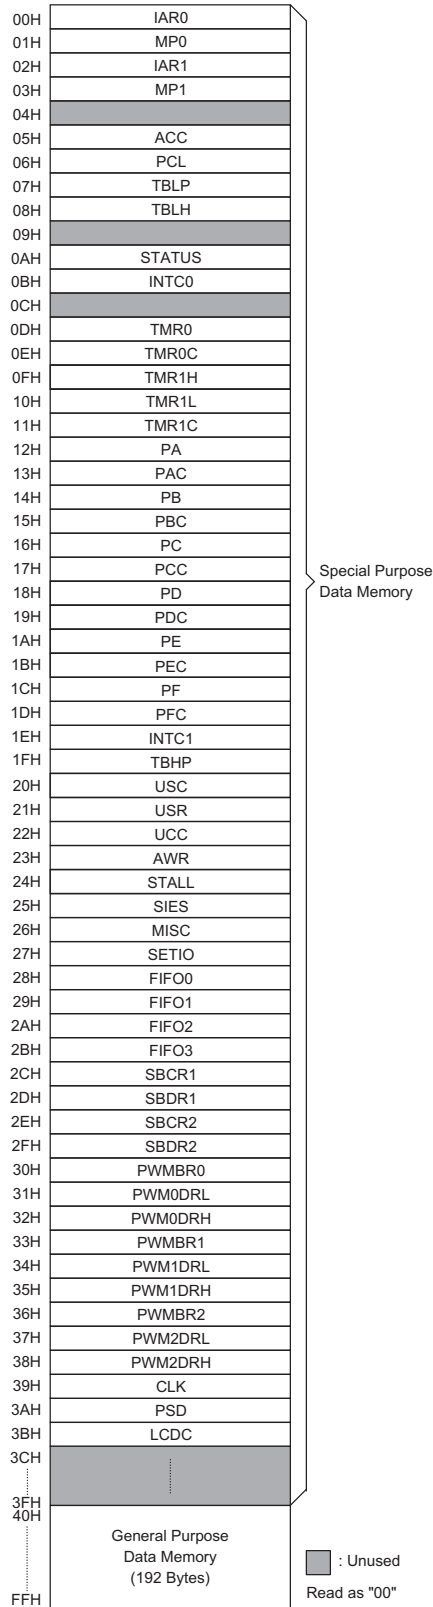 00H IAR0
01H MP0
02H IAR1
03H MP1
04H
05H ACC
06H PCL
07H TBLP
08H TBLH
09H
0AH STATUS
0BH INTC0
0CH
0DH TMR0
0EH TMR0C
0FH TMR1H
10H TMR1L
11H TMR1C
12H PA
13H PAC
14H PB
15H PBC
16H PC
17H PCC
Special Purpose
18H PD
Data Memory
19H PDC
1AH PE
1BH PEC
1CH PF
1DH PFC
1EH INTC1
1FH TBHP
20H USC
21H USR
22H UCC
23H AWR
24H STALL
25H SIES
26H MISC
27H SETIO
28H FIFO0
29H FIFO1
2AH FIFO2
2BH FIFO3
2CH SBCR1
2DH SBDR1
2EH SBCR2
2FH SBDR2
30H PWMBR0
31H PWM0DRL
32H PWM0DRH
33H PWMBR1
34H PWM1DRL
35H PWM1DRH
36H PWMBR2
37H PWM2DRL
38H PWM2DRH
39H CLK
3AH PSD
3BH LCDC
3CH
3FH
40H
General Purpose
Data Memory
(192 Bytes)
FFH
: Unused
Read as "00"